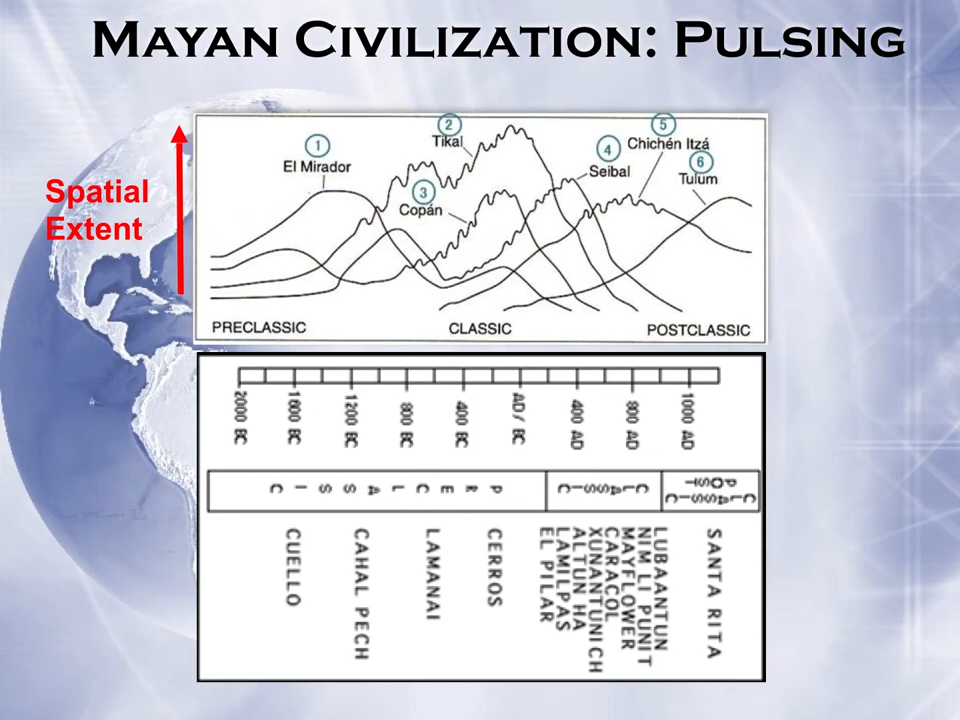 MAYAN CIVILIZATION: PULSING
Spatial
Extent
1
El Mirador
2
Tikal
3
Copán
4
Seibal
5
Chichén Itzá
6
Tulum
PRECLASSIC
CLASSIC
POSTCLASSIC
2000 BC
1600 BC
1200 BC
800 BC
400 BC
AD/ BC
400 AD
800 AD
1000 AD
PRECLASSIC
CLASSIC
POST
CLASSIC
CUELLO
CAHAL PECH
LAMANAI
CERROS
EL PILAR
LAMILPAS
ALTUN HA
XUNANTUNICH
CARACOL
MAYFLOWER
NIM LI PUNIT
LUBAANTUN
SANTA RITA